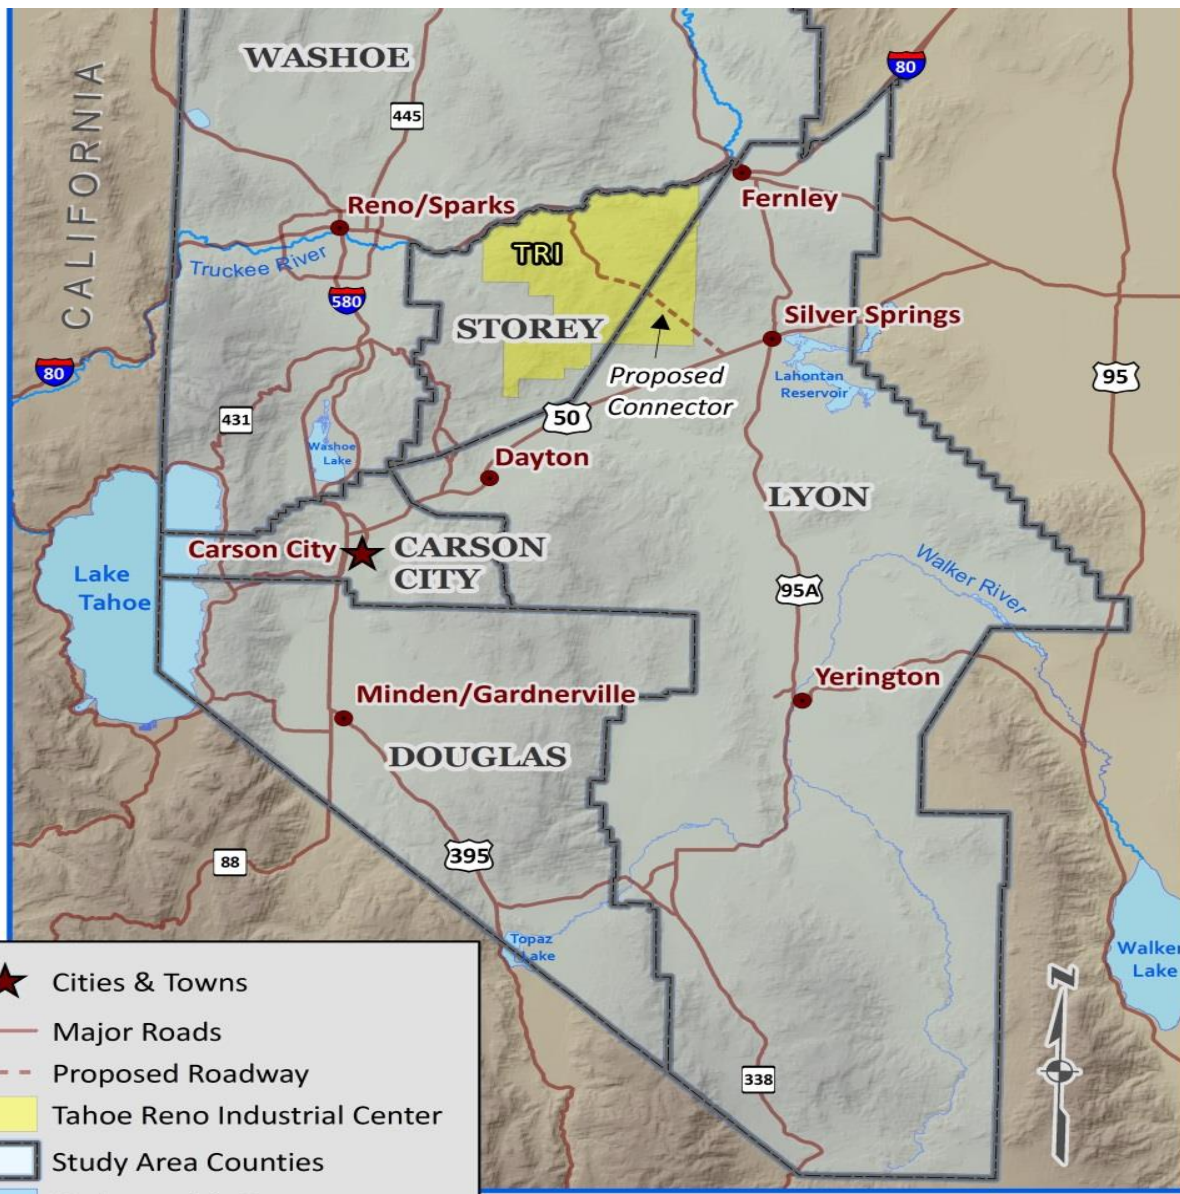 WASHOE
80
CALIFORNIA
445
Reno/Sparks
Fernley
TRI
Truckee River
580
STOREY
Silver Springs
80
Proposed
Connector
Lahontan
Reservoir
95
431
50
Washoe
Lake
Dayton
LYON
Carson City
CARSON
CITY
Lake
Tahoe
Walker River
95A
Minden/Gardnerville
Yerington
DOUGLAS
88
395
Topaz
Lake
Walker
Lake
N
338
Cities & Towns
Major Roads
Proposed Roadway
Tahoe Reno Industrial Center
Study Area Counties